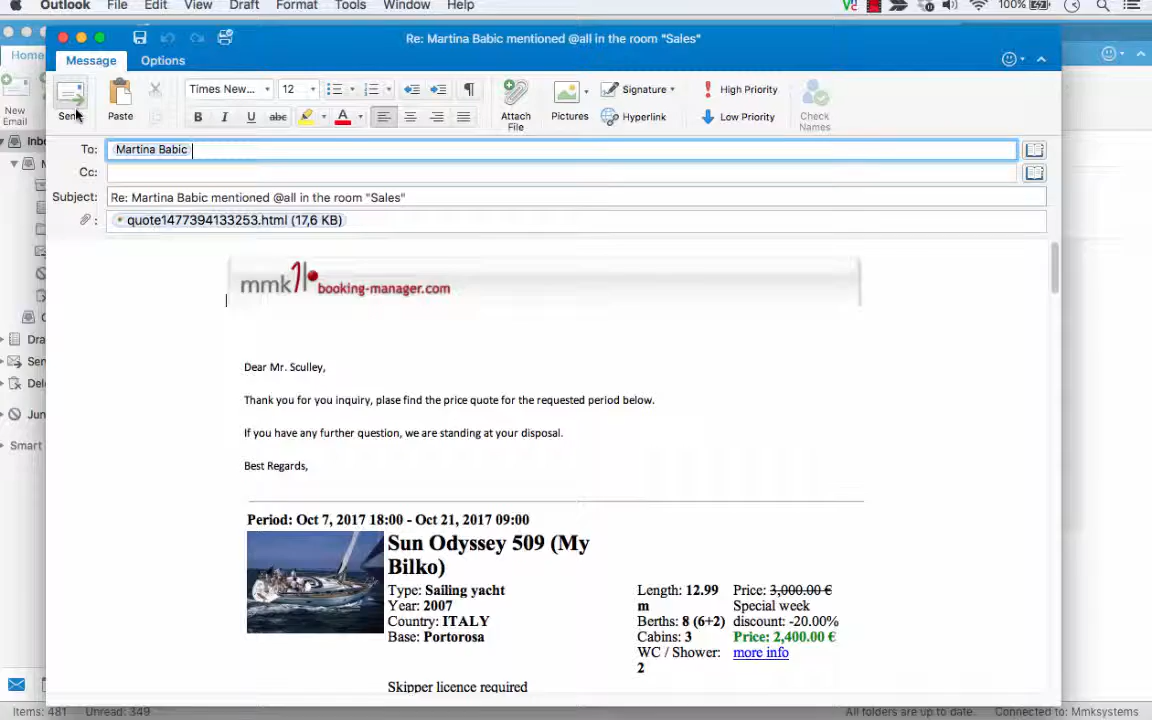 Outlook File Edit View Draft Format Tools Window Help 100%
Re: Martina Babic mentioned @all in the room "Sales"
Home
Message Options
New Email
Send
Paste
Times New... 12
B I U abc A
Attach File
Pictures
Signature
Hyperlink
High Priority
Low Priority
Check Names
To: Martina Babic
Cc:
Subject: Re: Martina Babic mentioned @all in the room "Sales"
quote1477394133253.html (17,6 KB)
Smart
mmk booking-manager.com
Dear Mr. Sculley,
Thank you for you inquiry, plase find the price quote for the requested period below.
If you have any further question, we are standing at your disposal.
Best Regards,
Period: Oct 7, 2017 18:00 - Oct 21, 2017 09:00
Sun Odyssey 509 (My
Bilko)
Type: Sailing yacht
Year: 2007
Country: ITALY
Base: Portorosa
Length: 12.99
m
Berths: 8 (6+2)
Cabins: 3
WC / Shower:
2
Price: 3,000.00 €
Special week
discount: -20.00%
Price: 2,400.00 €
more info
Skipper licence required
Items: 481 Unread: 349 All folders are up to date. Connected to: Mmksystems